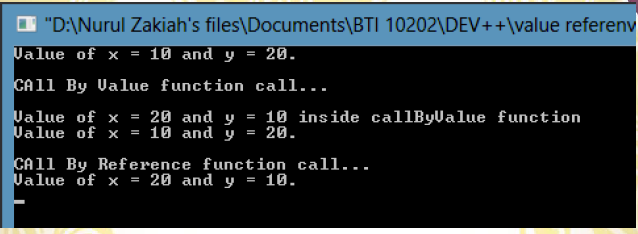 "D:\Nurul Zakiah's files\Documents\BTI 10202\DEV++\value referenv
Value of x = 10 and y = 20.
CAll By Value function call...
Value of x = 20 and y = 10 inside callByValue function
Value of x = 10 and y = 20.
CAll By Reference function call...
Value of x = 20 and y = 10.